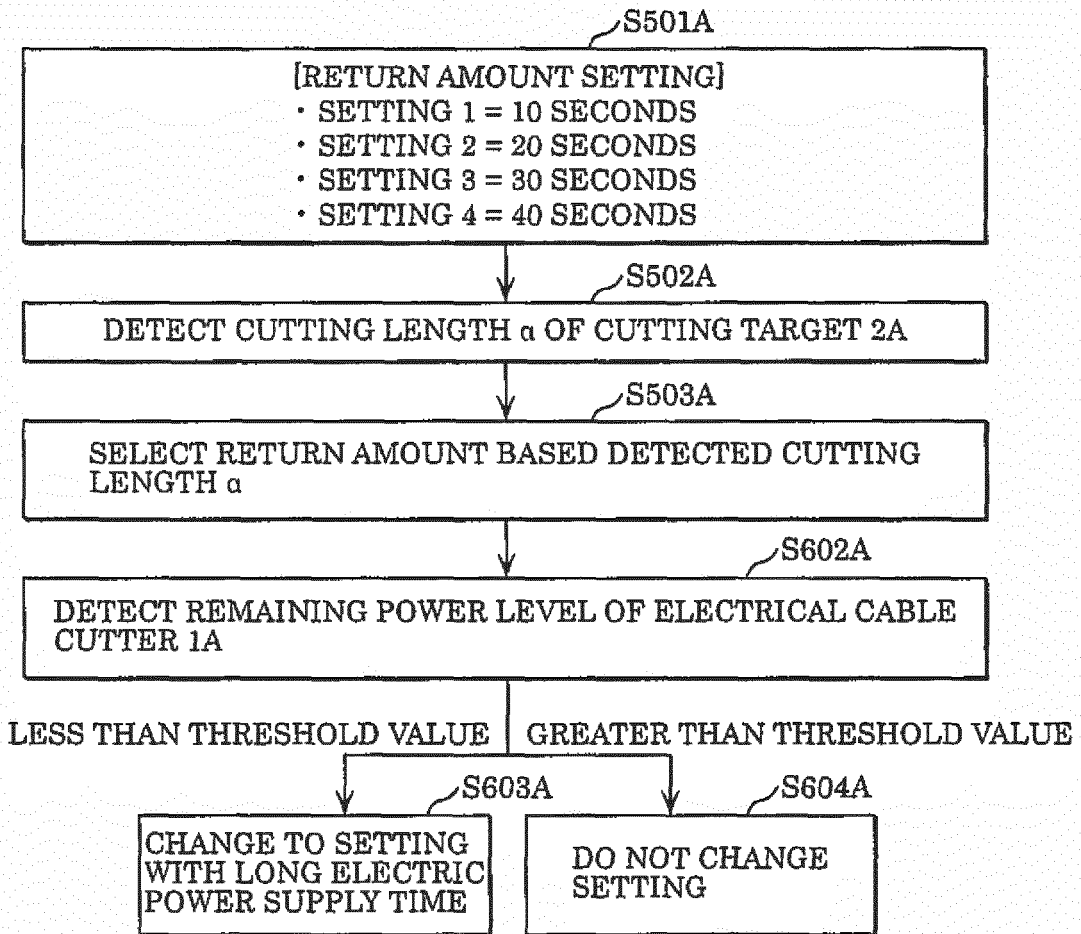 S501A
[RETURN AMOUNT SETTING]
・ SETTING 1 = 10 SECONDS
・ SETTING 2 = 20 SECONDS
・ SETTING 3 = 30 SECONDS
・ SETTING 4 = 40 SECONDS
S502A
DETECT CUTTING LENGTH α OF CUTTING TARGET 2A
S503A
SELECT RETURN AMOUNT BASED DETECTED CUTTING
LENGTH α
S602A
DETECT REMAINING POWER LEVEL OF ELECTRICAL CABLE
CUTTER 1A
LESS THAN THRESHOLD VALUE
GREATER THAN THRESHOLD VALUE
S603A
CHANGE TO SETTING
WITH LONG ELECTRIC
POWER SUPPLY TIME
S604A
DO NOT CHANGE
SETTING